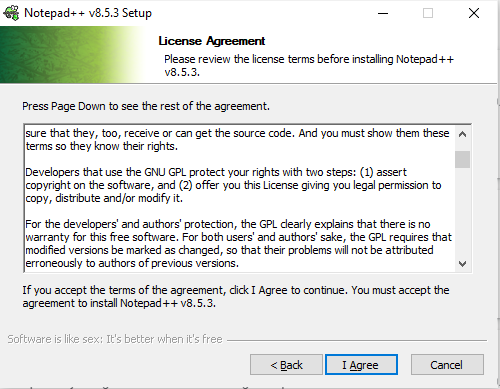 Notepad++ v8.5.3 Setup
License Agreement
Please review the license terms before installing Notepad++
v8.5.3.
Press Page Down to see the rest of the agreement.
sure that they, too, receive or can get the source code. And you must show them these
terms so they know their rights.
Developers that use the GNU GPL protect your rights with two steps: (1) assert
copyright on the software, and (2) offer you this License giving you legal permission to
copy, distribute and/or modify it.
For the developers' and authors' protection, the GPL clearly explains that there is no
warranty for this free software. For both users' and authors' sake, the GPL requires that
modified versions be marked as changed, so that their problems will not be attributed
erroneously to authors of previous versions.
If you accept the terms of the agreement, click I Agree to continue. You must accept the
agreement to install Notepad++ v8.5.3.
Software is like sex: It's better when it's free
< Back
I Agree
Cancel